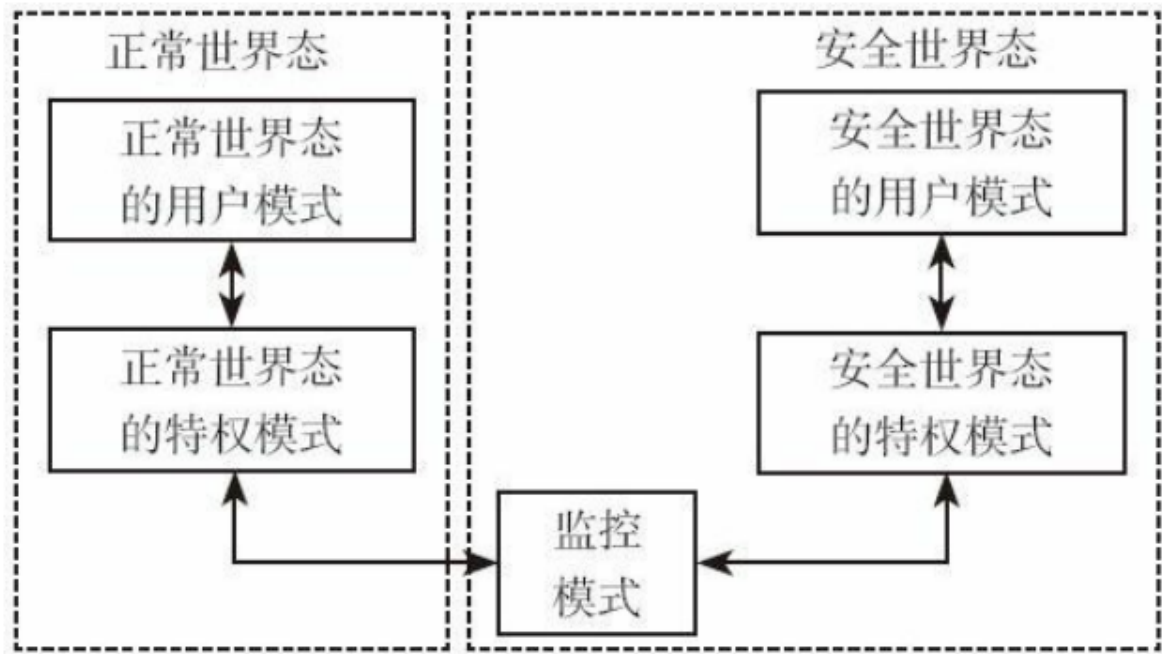 正常世界态
正常世界态
的用户模式
正常世界态
的特权模式
安全世界态
安全世界态
的用户模式
安全世界态
的特权模式
监控
模式